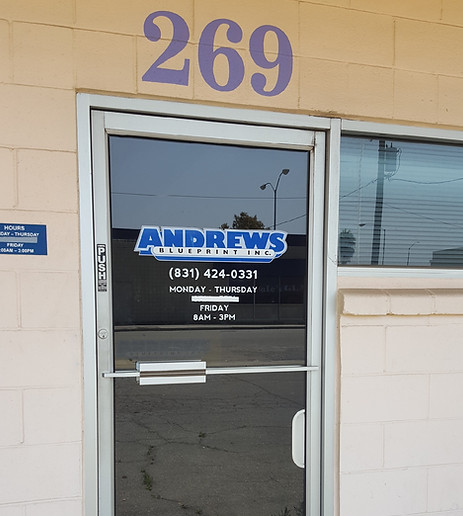 269
ANDREWS
BLUEPRINT INC.
(831) 424-0331
MONDAY - THURSDAY
FRIDAY
8AM - 3PM
PUSH
HOURS
DAY - THURSDAY
FRIDAY